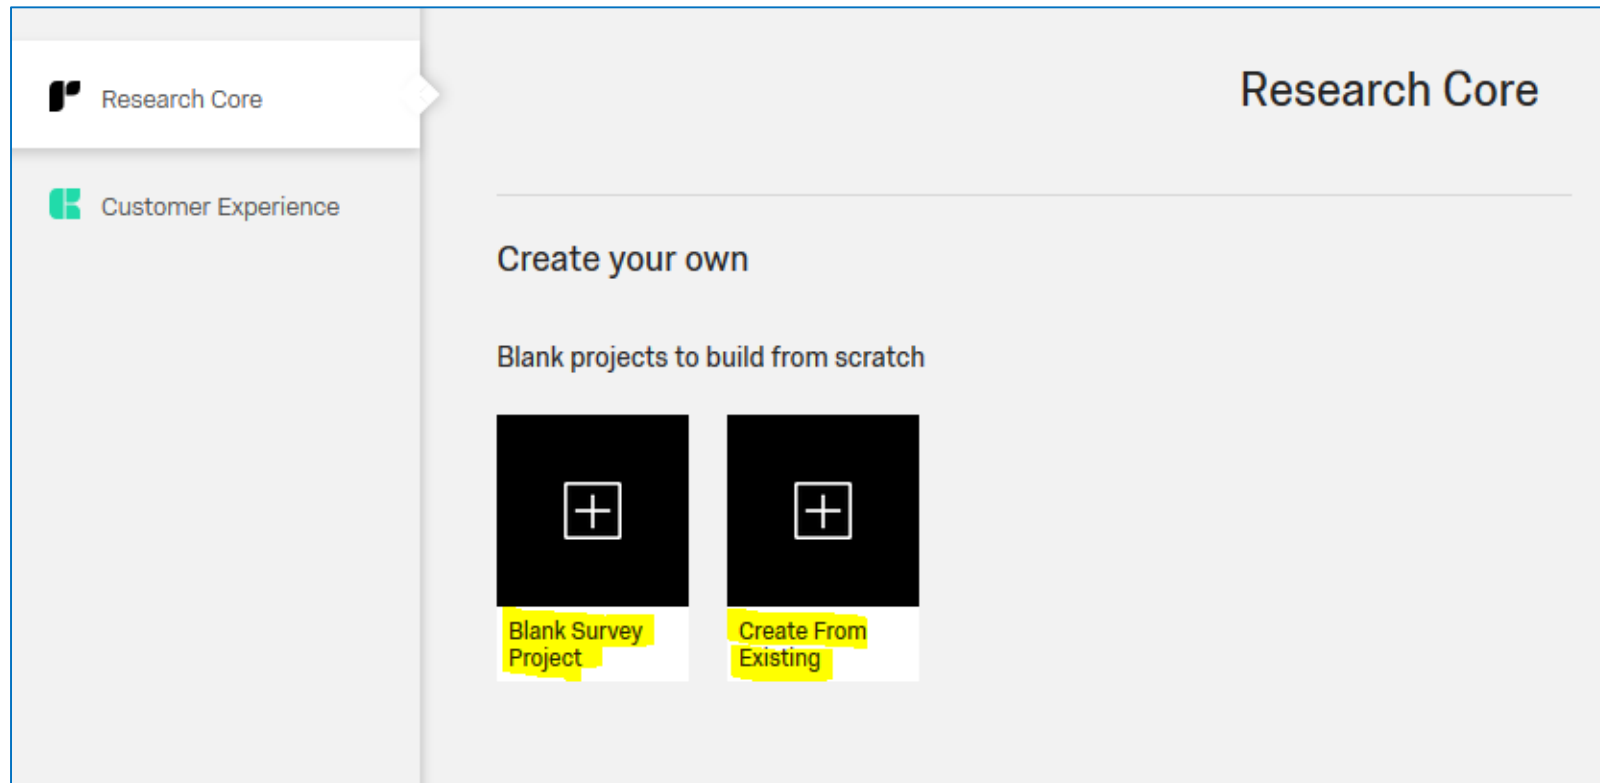 Research Core
Customer Experience
Research Core
Create your own
Blank projects to build from scratch
Blank Survey
Project
Create From
Existing